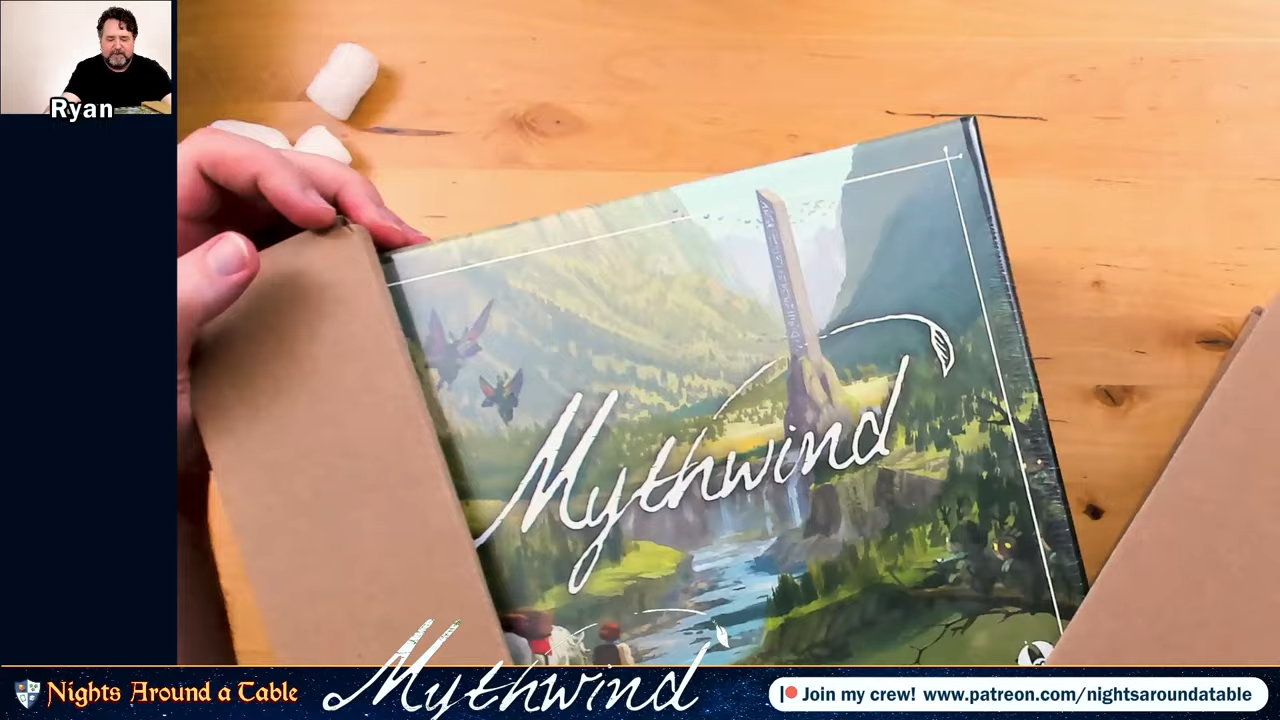 Ryan
Mythwind
Nights Around a Table
Mythwind
Join my crew! www.patreon.com/nightsaroundatable